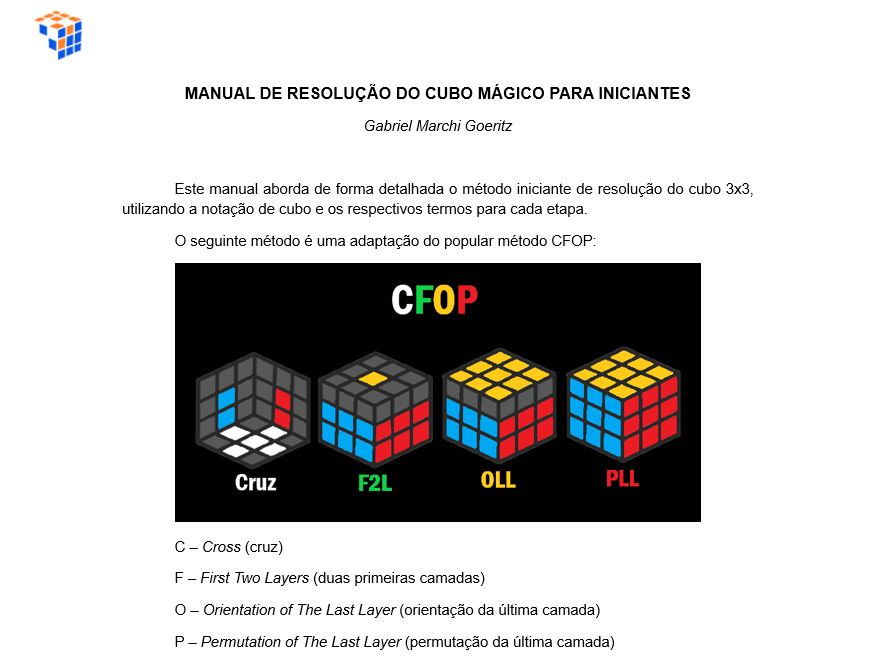 MANUAL DE RESOLUÇÃO DO CUBO MÁGICO PARA INICIANTES
Gabriel Marchi Goeritz
Este manual aborda de forma detalhada o método iniciante de resolução do cubo 3x3,
utilizando a notação de cubo e os respectivos termos para cada etapa.
O seguinte método é uma adaptação do popular método CFOP:
CFOP
Cruz F2L OLL PLL
C – Cross (cruz)
F – First Two Layers (duas primeiras camadas)
O – Orientation of The Last Layer (orientação da última camada)
P – Permutation of The Last Layer (permutação da última camada)